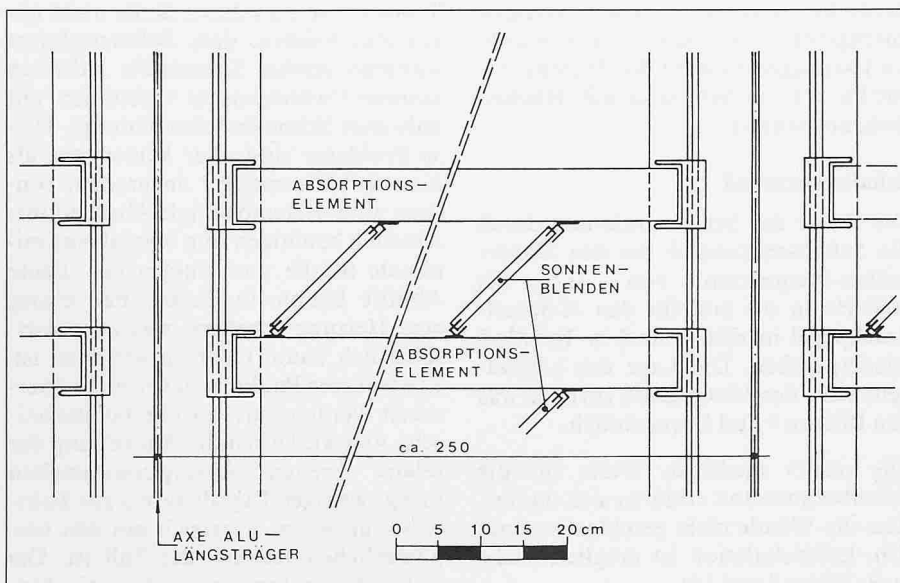 ABSORPTIONS-
ELEMENT
SONNEN-
BLENDEN
ABSORPTIONS-
ELEMENT
ca. 250
AXE ALU-
LÄNGSTRÄGER
0 5 10 15 20cm